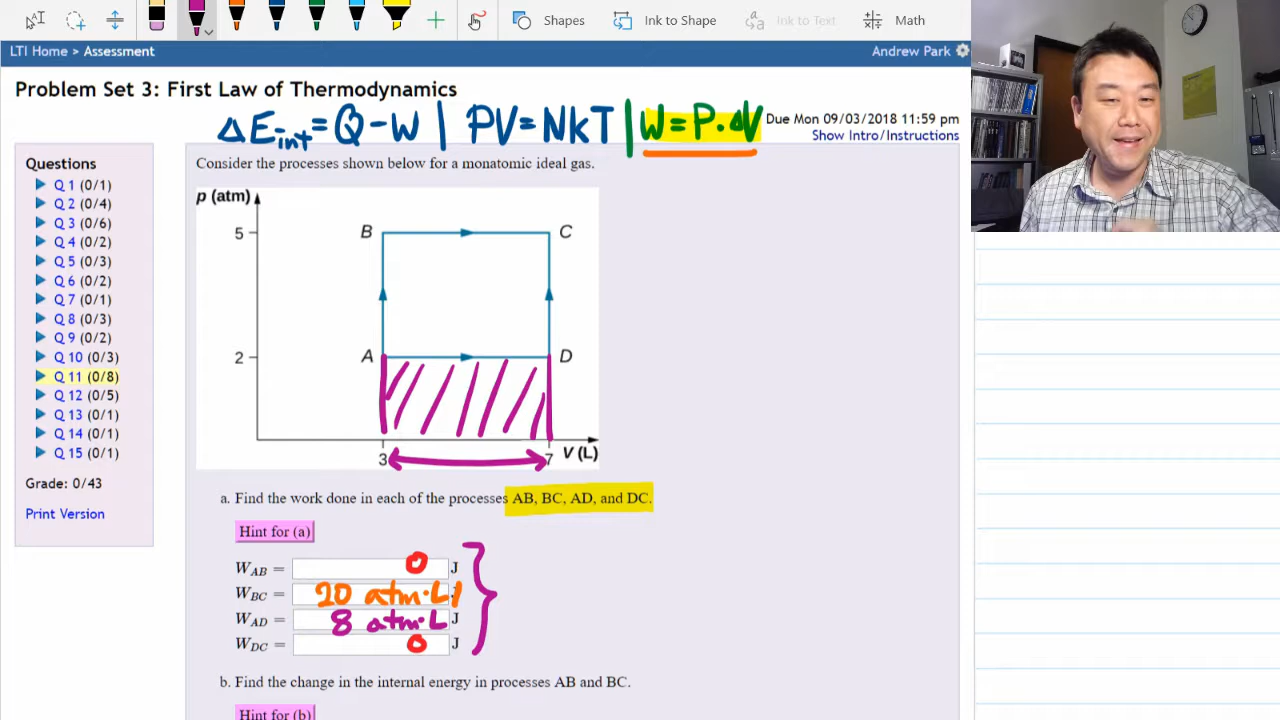 Shapes
Ink to Shape
Ink to Text
Math
LTI Home > Assessment
Andrew Park
Problem Set 3: First Law of Thermodynamics
ΔEint = Q - W | PV = NkT | W = P·ΔV
Due Mon 09/03/2018 11:59 pm
Show Intro/Instructions
Questions
Q 1 (0/1)
Q 2 (0/4)
Q 3 (0/6)
Q 4 (0/2)
Q 5 (0/3)
Q 6 (0/2)
Q 7 (0/1)
Q 8 (0/3)
Q 9 (0/2)
Q 10 (0/3)
Q 11 (0/8)
Q 12 (0/5)
Q 13 (0/1)
Q 14 (0/1)
Q 15 (0/1)
Grade: 0/43
Print Version
Consider the processes shown below for a monatomic ideal gas.
p (atm)
5
B
C
2
A
D
3
7
V (L)
a. Find the work done in each of the processes AB, BC, AD, and DC.
Hint for (a)
WAB = 0 J
WBC = 20 atm·L J
WAD = 8 atm·L J
WDC = 0 J
b. Find the change in the internal energy in processes AB and BC.
Hint for (b)